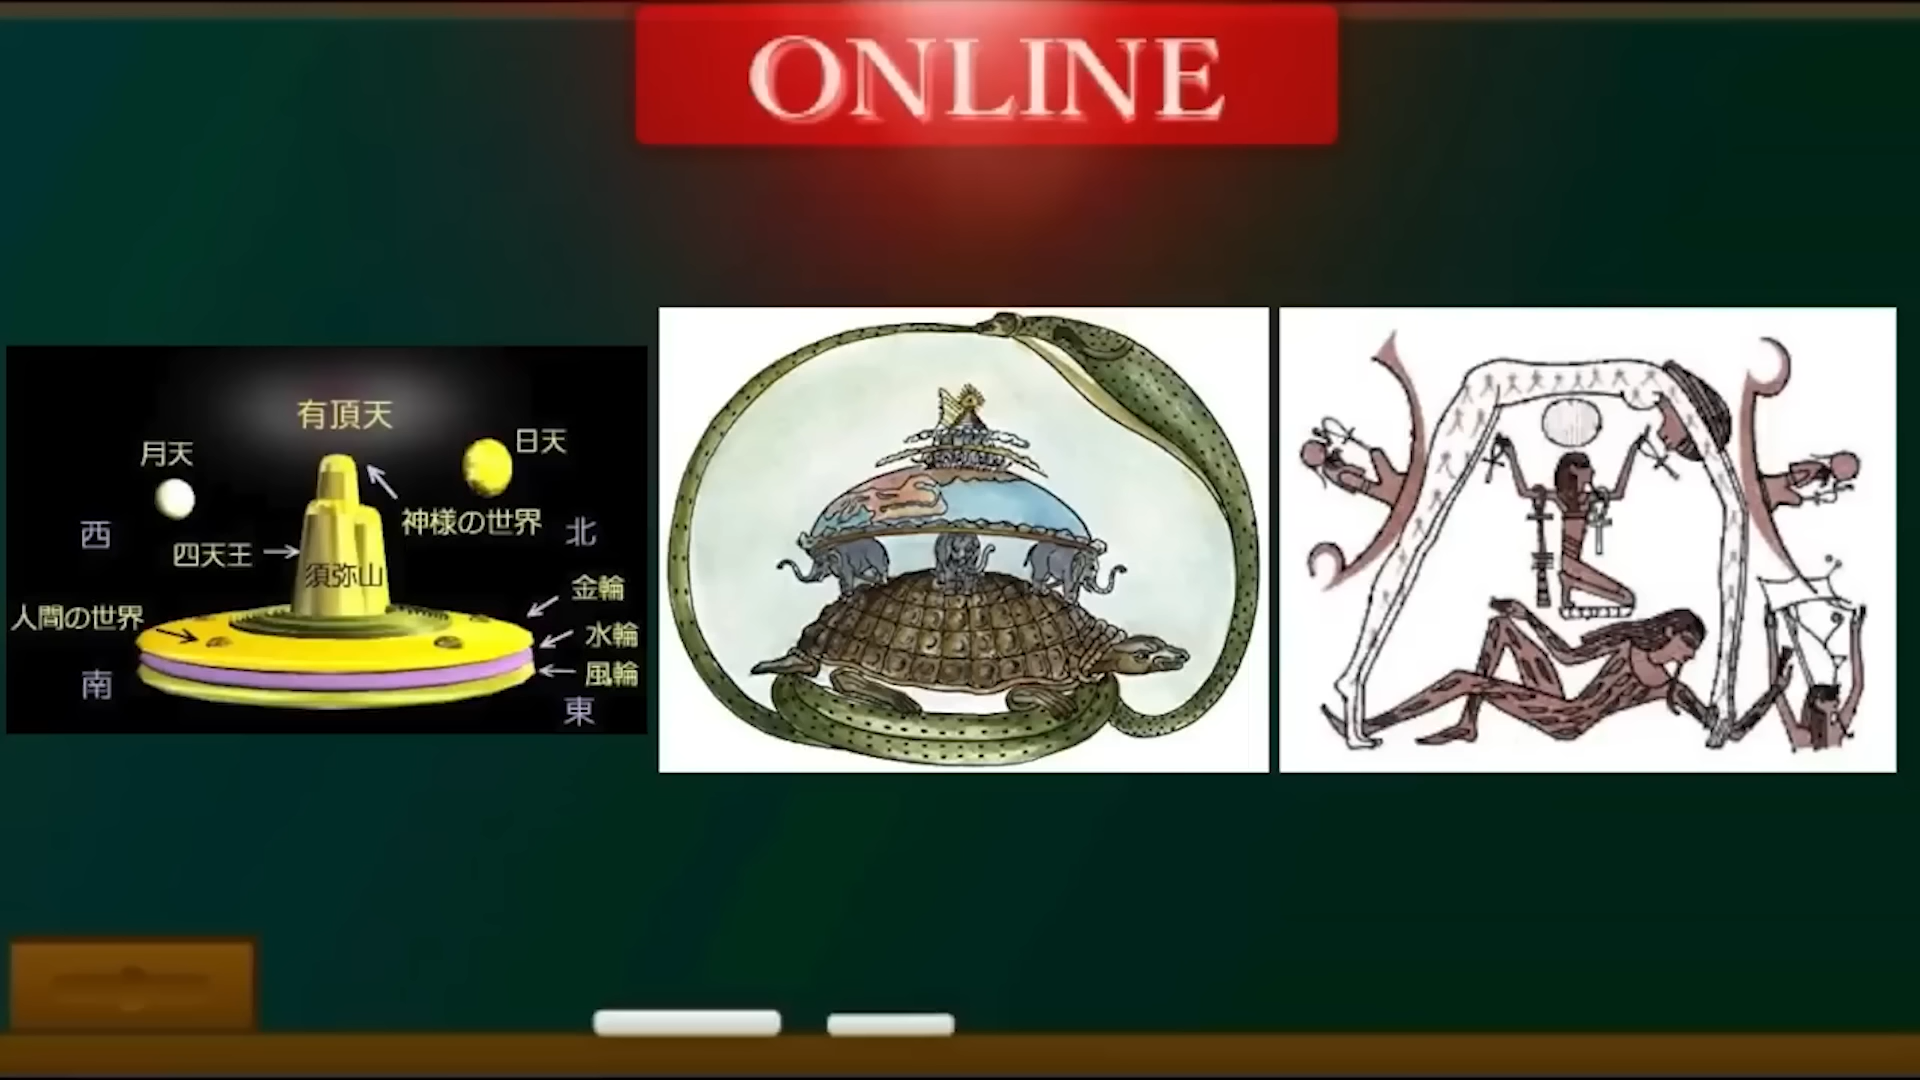 ONLINE
有頂天
月天
日天
神様の世界
西
北
四天王
須弥山
金輪
人間の世界
水輪
風輪
南
東